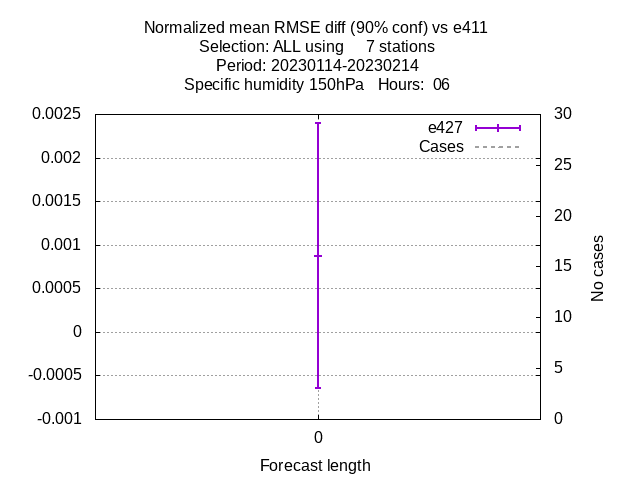 Normalized mean RMSE diff (90% conf) vs e411
Selection: ALL using     7 stations
Period: 20230114-20230214
Specific humidity 150hPa   Hours:  06
0.0025
0.002
0.0015
0.001
0.0005
0
-0.0005
-0.001
e427
Cases
30
25
20
15
10
5
0
No cases
0
Forecast length